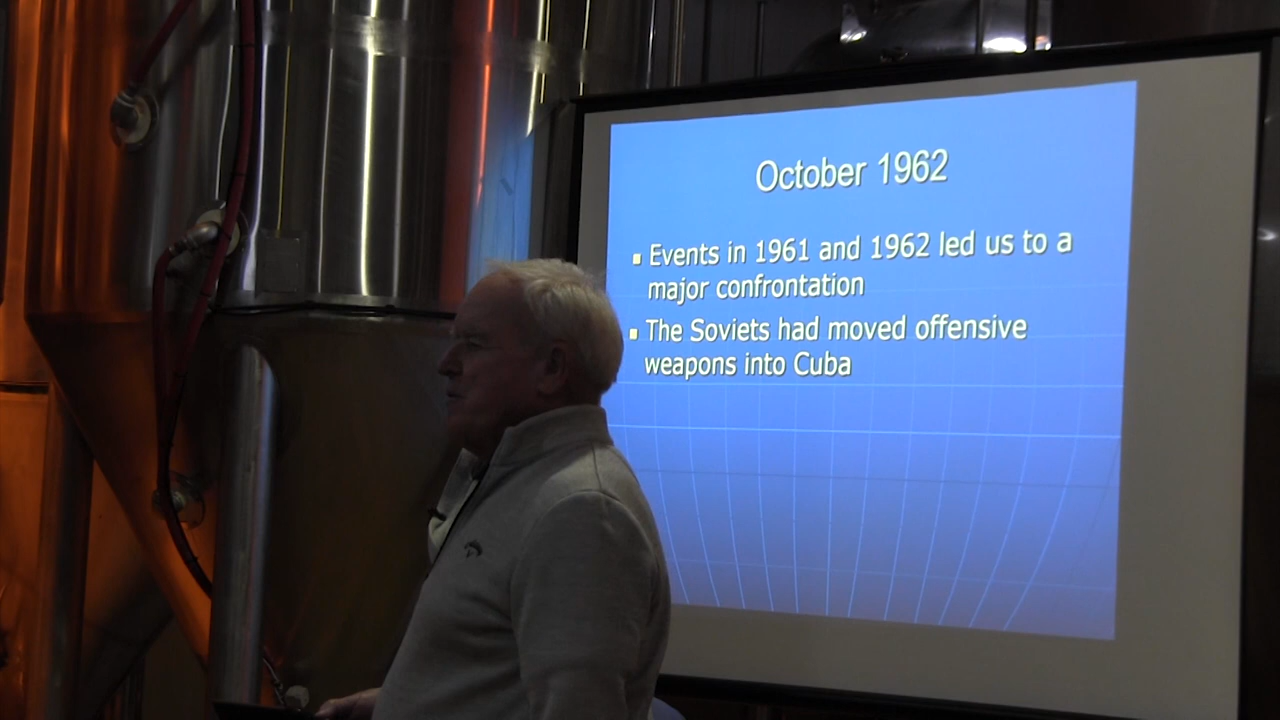 October 1962
Events in 1961 and 1962 led us to a
major confrontation
The Soviets had moved offensive
weapons into Cuba